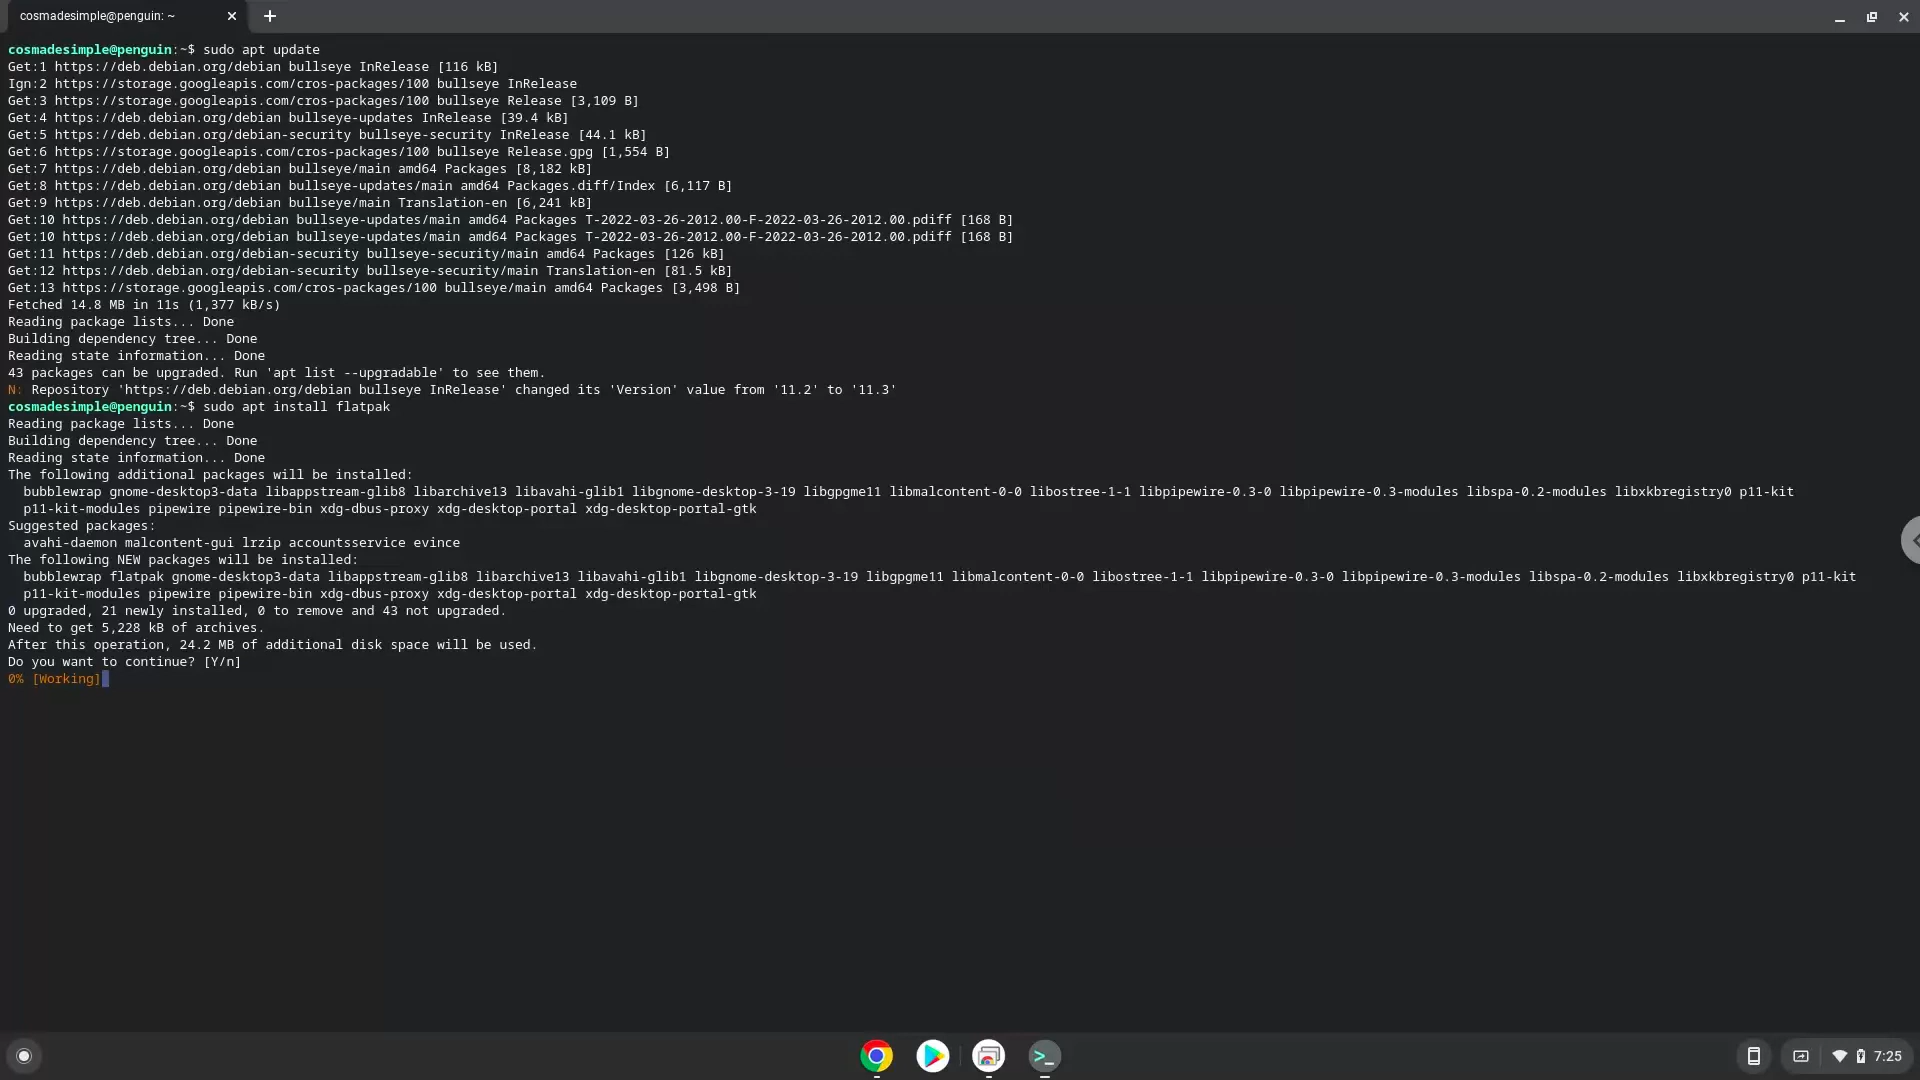 cosmadesimple@penguin: ~
cosmadesimple@penguin:~$ sudo apt update
Get:1 https://deb.debian.org/debian bullseye InRelease [116 kB]
Ign:2 https://storage.googleapis.com/cros-packages/100 bullseye InRelease
Get:3 https://storage.googleapis.com/cros-packages/100 bullseye Release [3,109 B]
Get:4 https://deb.debian.org/debian bullseye-updates InRelease [39.4 kB]
Get:5 https://deb.debian.org/debian-security bullseye-security InRelease [44.1 kB]
Get:6 https://storage.googleapis.com/cros-packages/100 bullseye Release.gpg [1,554 B]
Get:7 https://deb.debian.org/debian bullseye/main amd64 Packages [8,182 kB]
Get:8 https://deb.debian.org/debian bullseye-updates/main amd64 Packages.diff/Index [6,117 B]
Get:9 https://deb.debian.org/debian bullseye/main Translation-en [6,241 kB]
Get:10 https://deb.debian.org/debian bullseye-updates/main amd64 Packages T-2022-03-26-2012.00-F-2022-03-26-2012.00.pdiff [168 B]
Get:10 https://deb.debian.org/debian bullseye-updates/main amd64 Packages T-2022-03-26-2012.00-F-2022-03-26-2012.00.pdiff [168 B]
Get:11 https://deb.debian.org/debian-security bullseye-security/main amd64 Packages [126 kB]
Get:12 https://deb.debian.org/debian-security bullseye-security/main Translation-en [81.5 kB]
Get:13 https://storage.googleapis.com/cros-packages/100 bullseye/main amd64 Packages [3,498 B]
Fetched 14.8 MB in 11s (1,377 kB/s)
Reading package lists... Done
Building dependency tree... Done
Reading state information... Done
43 packages can be upgraded. Run 'apt list --upgradable' to see them.
N: Repository 'https://deb.debian.org/debian bullseye InRelease' changed its 'Version' value from '11.2' to '11.3'
cosmadesimple@penguin:~$ sudo apt install flatpak
Reading package lists... Done
Building dependency tree... Done
Reading state information... Done
The following additional packages will be installed:
bubblewrap gnome-desktop3-data libappstream-glib8 libarchive13 libavahi-glib1 libgnome-desktop-3-19 libgpgme11 libmalcontent-0-0 libostree-1-1 libpipewire-0.3-0 libpipewire-0.3-modules libspa-0.2-modules libxkbregistry0 p11-kit
p11-kit-modules pipewire pipewire-bin xdg-dbus-proxy xdg-desktop-portal xdg-desktop-portal-gtk
Suggested packages:
avahi-daemon malcontent-gui lrzip accountsservice evince
The following NEW packages will be installed:
bubblewrap flatpak gnome-desktop3-data libappstream-glib8 libarchive13 libavahi-glib1 libgnome-desktop-3-19 libgpgme11 libmalcontent-0-0 libostree-1-1 libpipewire-0.3-0 libpipewire-0.3-modules libspa-0.2-modules libxkbregistry0 p11-kit
p11-kit-modules pipewire pipewire-bin xdg-dbus-proxy xdg-desktop-portal xdg-desktop-portal-gtk
0 upgraded, 21 newly installed, 0 to remove and 43 not upgraded.
Need to get 5,228 kB of archives.
After this operation, 24.2 MB of additional disk space will be used.
Do you want to continue? [Y/n]
0% [Working]
7:25